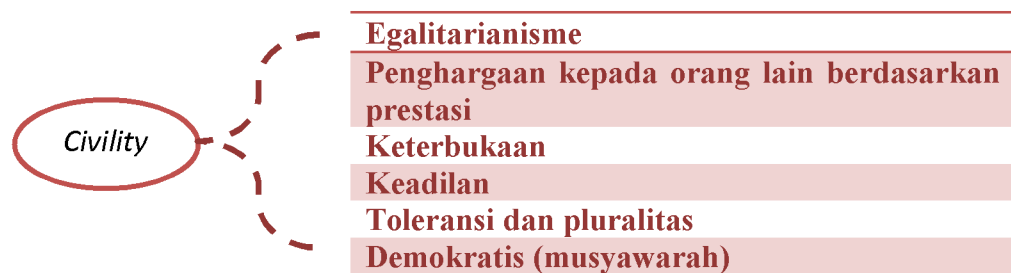 Civility
Egalitarianisme
Penghargaan kepada orang lain berdasarkan
prestasi
Keterbukaan
Keadilan
Toleransi dan pluralitas
Demokratis (musyawarah)